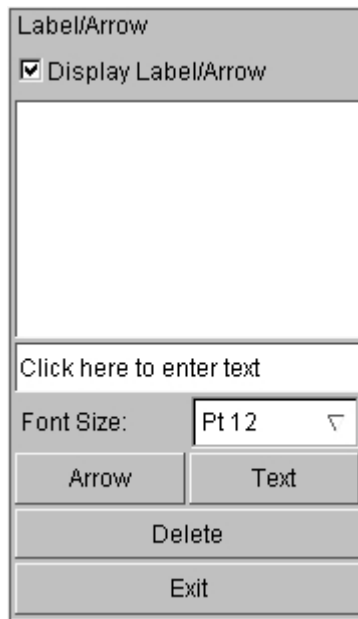 Label/Arrow
Display Label/Arrow
Click here to enter text
Font Size: Pt 12
Arrow Text
Delete
Exit